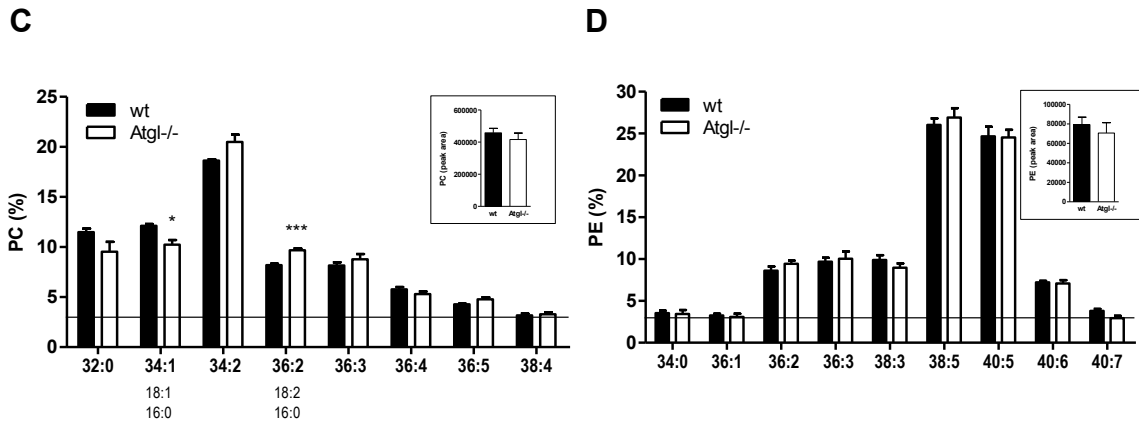 C
25
20
15
10
5
0
PC (%)
wt
Atgl-/-
*
***
600000
400000
200000
0
PC (peak area)
wt Atgl-/-
32:0 34:1 34:2 36:2 36:3 36:4 36:5 38:4
18:1 18:2
16:0 16:0
D
30
25
20
15
10
5
0
PE (%)
wt
Atgl-/-
100000
80000
60000
40000
20000
0
PE (peak area)
wt Atgl-/-
34:0 36:1 36:2 36:3 38:3 38:5 40:5 40:6 40:7